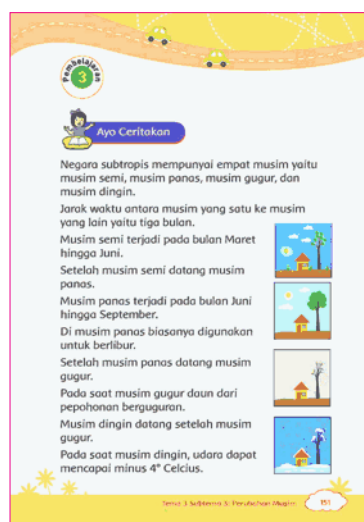 Pembelajaran
3
Ayo Ceritakan
Negara subtropis mempunyai empat musim yaitu
musim semi, musim panas, musim gugur, dan
musim dingin.
Jarak waktu antara musim yang satu ke musim
yang lain yaitu tiga bulan.
Musim semi terjadi pada bulan Maret
hingga Juni.
Setelah musim semi datang musim
panas.
Musim panas terjadi pada bulan Juni
hingga September.
Di musim panas biasanya digunakan
untuk berlibur.
Setelah musim panas datang musim
gugur.
Pada saat musim gugur daun dari
pepohonan berguguran.
Musim dingin datang setelah musim
gugur.
Pada saat musim dingin, udara dapat
mencapai minus 4° Celcius.
Tema 3 Subtema 3: Perubahan Musim
151